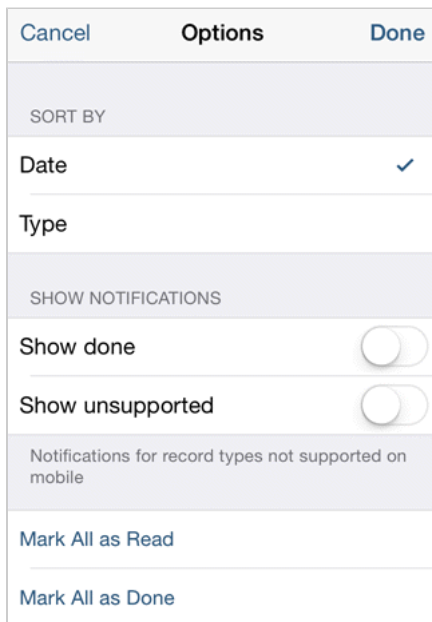 Cancel Options Done
SORT BY
Date
Type
SHOW NOTIFICATIONS
Show done
Show unsupported
Notifications for record types not supported on
mobile
Mark All as Read
Mark All as Done